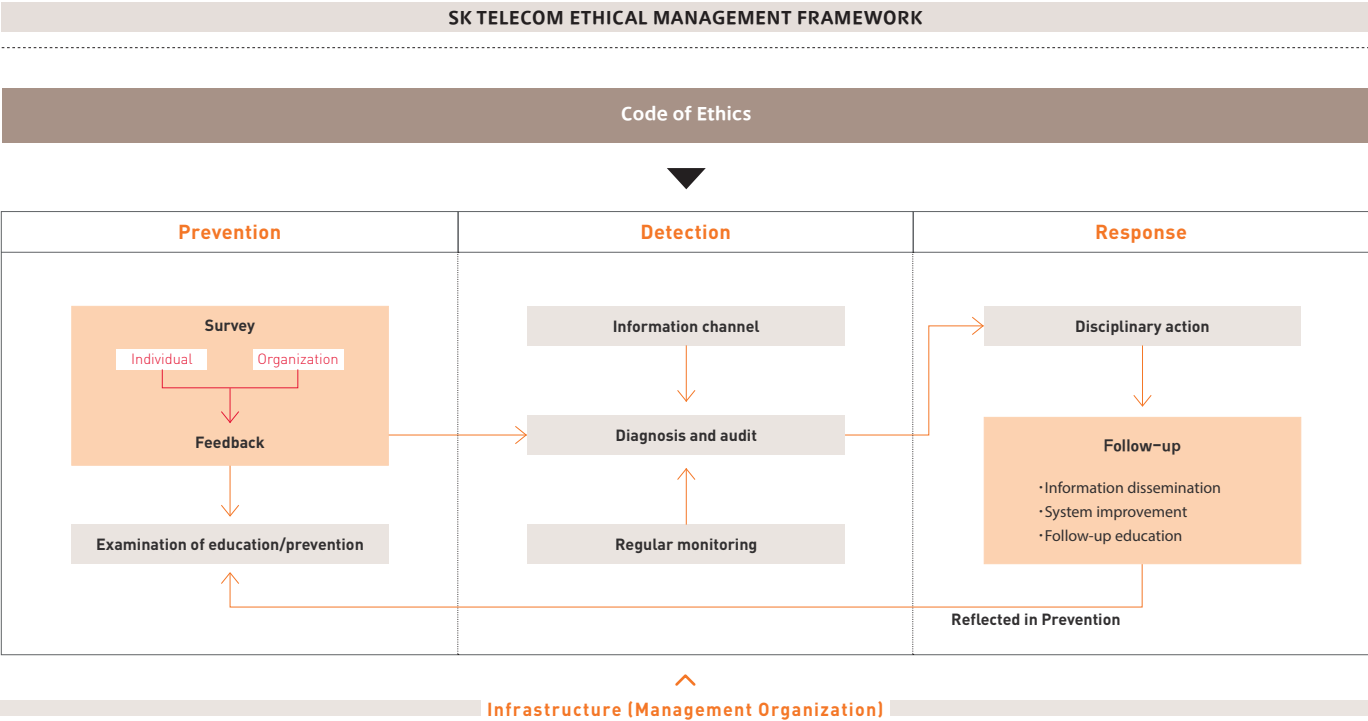 SK TELECOM ETHICAL MANAGEMENT FRAMEWORK
Code of Ethics
Prevention
Detection
Response
Survey
Individual
Organization
Feedback
Examination of education/prevention
Information channel
Diagnosis and audit
Regular monitoring
Disciplinary action
Follow-up
·Information dissemination
·System improvement
·Follow-up education
Reflected in Prevention
Infrastructure (Management Organization)